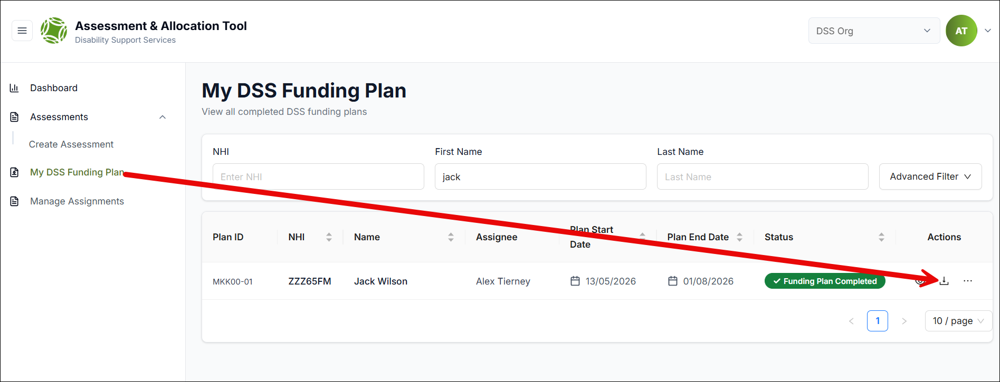 Assessment & Allocation Tool
Disability Support Services
DSS Org
AT
Dashboard
Assessments
Create Assessment
My DSS Funding Plan
Manage Assignments
My DSS Funding Plan
View all completed DSS funding plans
NHI
First Name
Last Name
Enter NHI
jack
Last Name
Advanced Filter
Plan ID
NHI
Name
Assignee
Plan Start
Date
Plan End Date
Status
Actions
MKK00-01
ZZZ65FM
Jack Wilson
Alex Tierney
13/05/2026
01/08/2026
Funding Plan Completed
1
10 / page